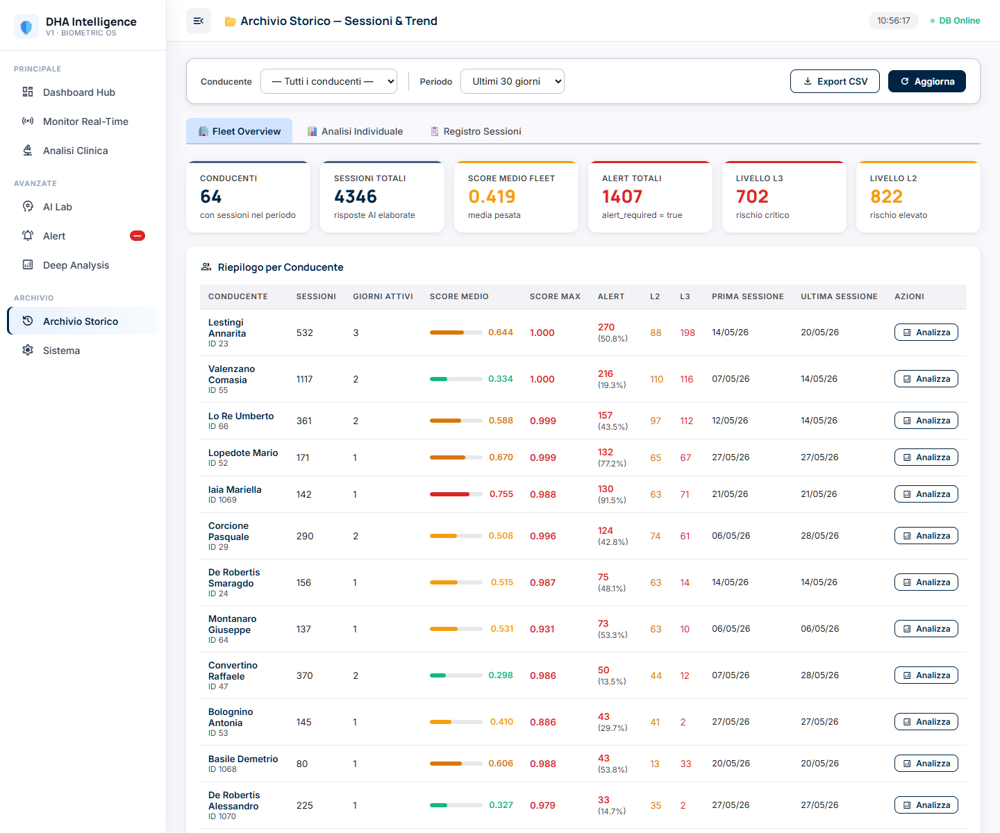 DHA Intelligence
V1 · BIOMETRIC OS
PRINCIPALE
Dashboard Hub
Monitor Real-Time
Analisi Clinica
AVANZATE
AI Lab
Alert
—
Deep Analysis
ARCHIVIO
Archivio Storico
Sistema
Archivio Storico — Sessioni & Trend
10:56:17
DB Online
Conducente
— Tutti i conducenti —
Periodo
Ultimi 30 giorni
Export CSV
Aggiorna
Fleet Overview
Analisi Individuale
Registro Sessioni
CONDUCENTI
64
con sessioni nel periodo
SESSIONI TOTALI
4346
risposte AI elaborate
SCORE MEDIO FLEET
0.419
media pesata
ALERT TOTALI
1407
alert_required = true
LIVELLO L3
702
rischio critico
LIVELLO L2
822
rischio elevato
Riepilogo per Conducente
CONDUCENTE SESSIONI GIORNI ATTIVI SCORE MEDIO SCORE MAX ALERT L2 L3 PRIMA SESSIONE ULTIMA SESSIONE AZIONI
Lestingi
Annarita
ID 23
532 3 0.644 1.000 270 (50.8%) 88 198 14/05/26 20/05/26 Analizza
Valenzano
Comasia
ID 55
1117 2 0.334 1.000 216 (19.3%) 110 116 07/05/26 14/05/26 Analizza
Lo Re Umberto
ID 66
361 2 0.588 0.999 157 (43.5%) 97 112 12/05/26 14/05/26 Analizza
Lopedote Mario
ID 52
171 1 0.670 0.999 132 (77.2%) 65 67 27/05/26 27/05/26 Analizza
Iaia Mariella
ID 1069
142 1 0.755 0.988 130 (91.5%) 63 71 21/05/26 21/05/26 Analizza
Corcione
Pasquale
ID 29
290 2 0.508 0.996 124 (42.8%) 74 61 06/05/26 28/05/26 Analizza
De Robertis
Smaragdo
ID 24
156 1 0.515 0.987 75 (48.1%) 63 14 14/05/26 14/05/26 Analizza
Montanaro
Giuseppe
ID 64
137 1 0.531 0.931 73 (53.3%) 63 10 06/05/26 06/05/26 Analizza
Convertino
Raffaele
ID 47
370 2 0.298 0.986 50 (13.5%) 44 12 07/05/26 28/05/26 Analizza
Bolognino
Antonia
ID 53
145 1 0.410 0.886 43 (29.7%) 41 2 27/05/26 27/05/26 Analizza
Basile Demetrio
ID 1068
80 1 0.606 0.988 43 (53.8%) 13 33 20/05/26 20/05/26 Analizza
De Robertis
Alessandro
ID 1070
225 1 0.327 0.979 33 (14.7%) 35 2 27/05/26 27/05/26 Analizza